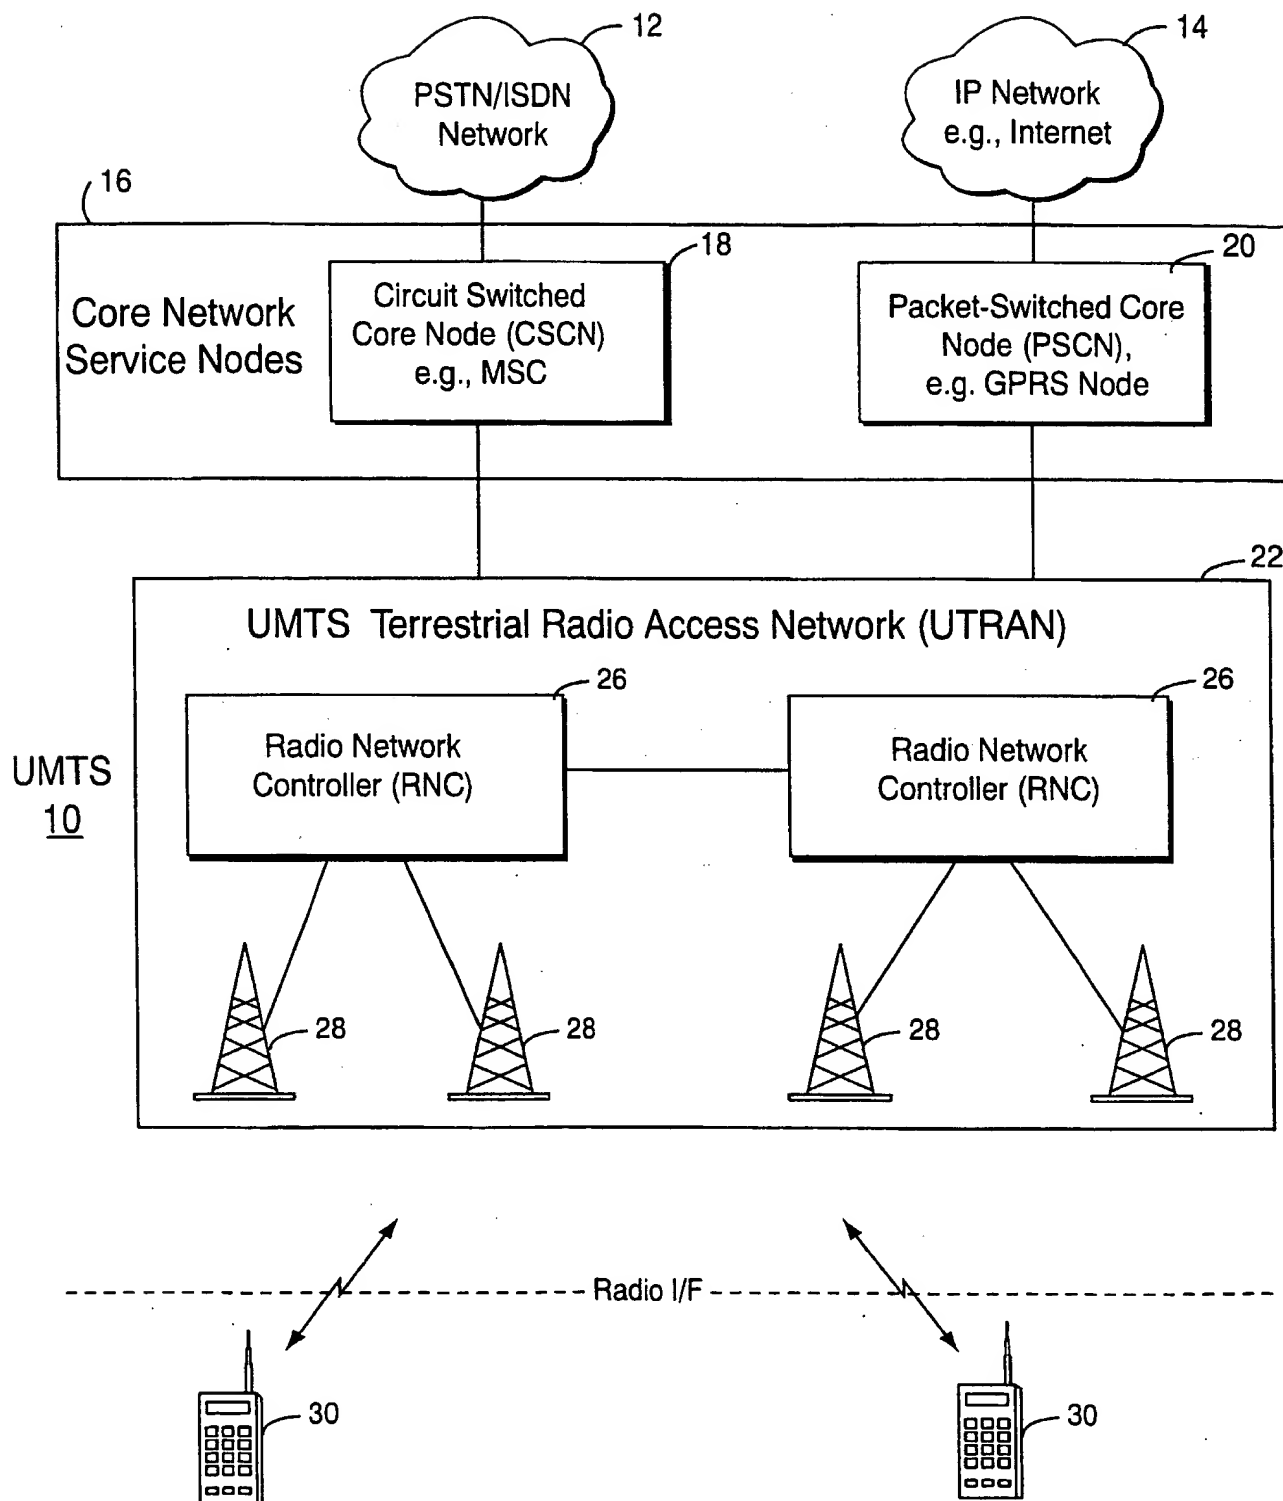 12
14
PSTN/ISDN
Network
IP Network
e.g., Internet
16
18
20
Core Network
Service Nodes
Circuit Switched
Core Node (CSCN)
e.g., MSC
Packet-Switched Core
Node (PSCN),
e.g. GPRS Node
22
UMTS Terrestrial Radio Access Network (UTRAN)
26
26
Radio Network
Controller (RNC)
Radio Network
Controller (RNC)
UMTS
10
28
28
28
28
Radio I/F
30
30